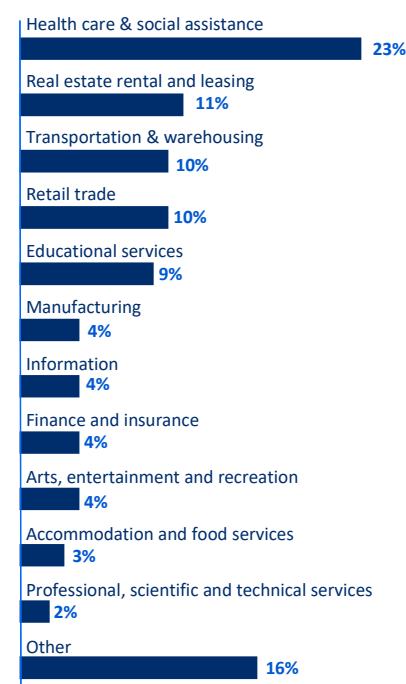 Health care & social assistance
23%
Real estate rental and leasing
11%
Transportation & warehousing
10%
Retail trade
10%
Educational services
9%
Manufacturing
4%
Information
4%
Finance and insurance
4%
Arts, entertainment and recreation
4%
Accommodation and food services
3%
Professional, scientific and technical services
2%
Other
16%